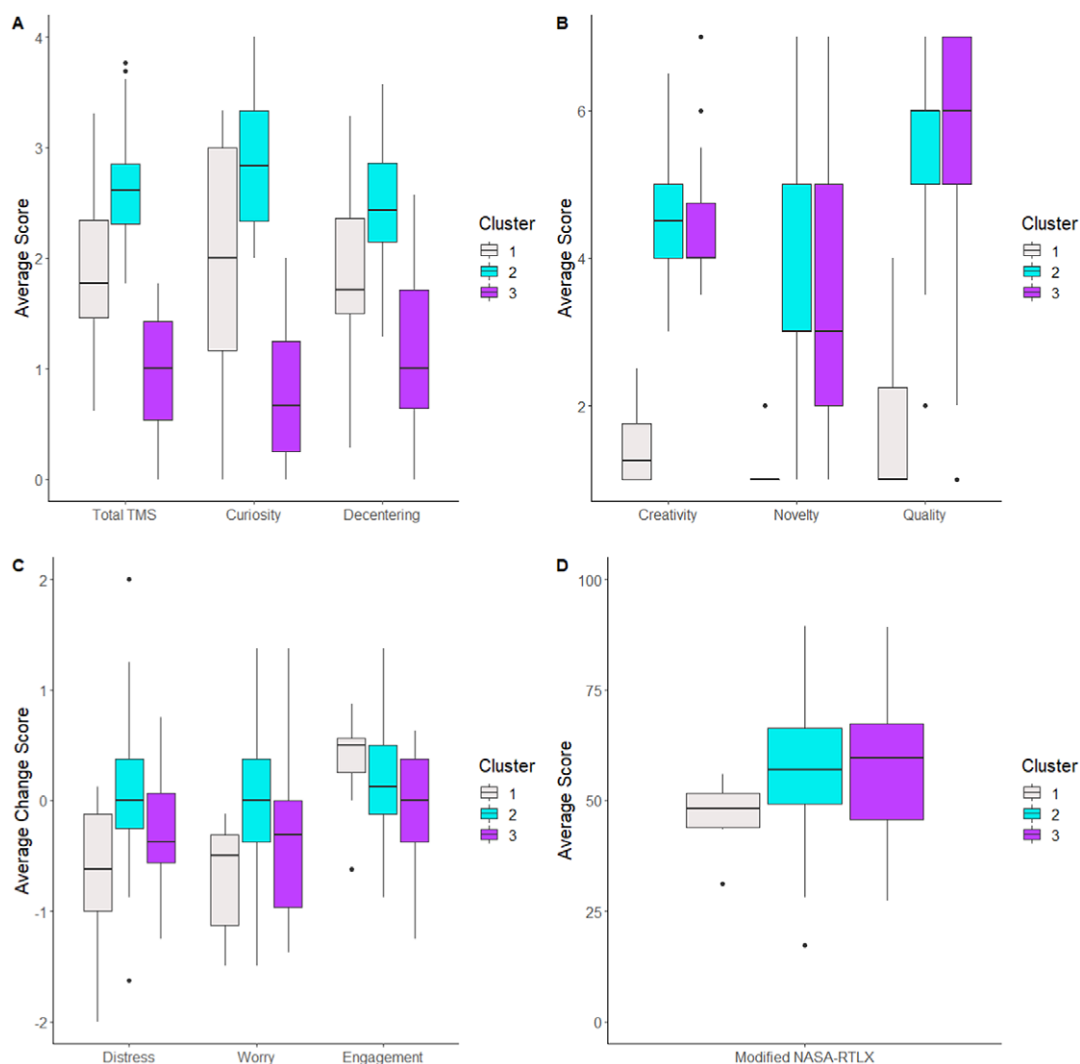 A
Average Score
4
3
2
1
0
Total TMS
Curiosity
Decentering
Cluster
1
2
3
B
Average Score
6
4
2
Creativity
Novelty
Quality
Cluster
1
2
3
C
Average Change Score
2
1
0
-1
-2
Distress
Worry
Engagement
Cluster
1
2
3
D
Average Score
100
75
50
25
0
Modified NASA-RTLX
Cluster
1
2
3